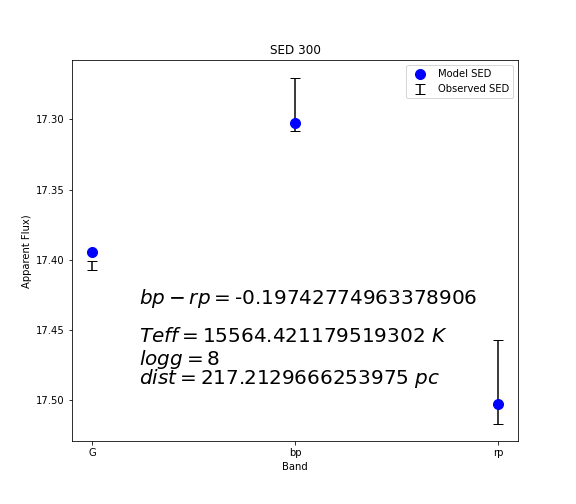 SED 300
Model SED
Observed SED
17.30
17.35
17.40
17.45
17.50
Apparent Flux)
bp − rp = -0.19742774963378906
Teff = 15564.421179519302 K
logg = 8
dist = 217.2129666253975 pc
G bp rp
Band